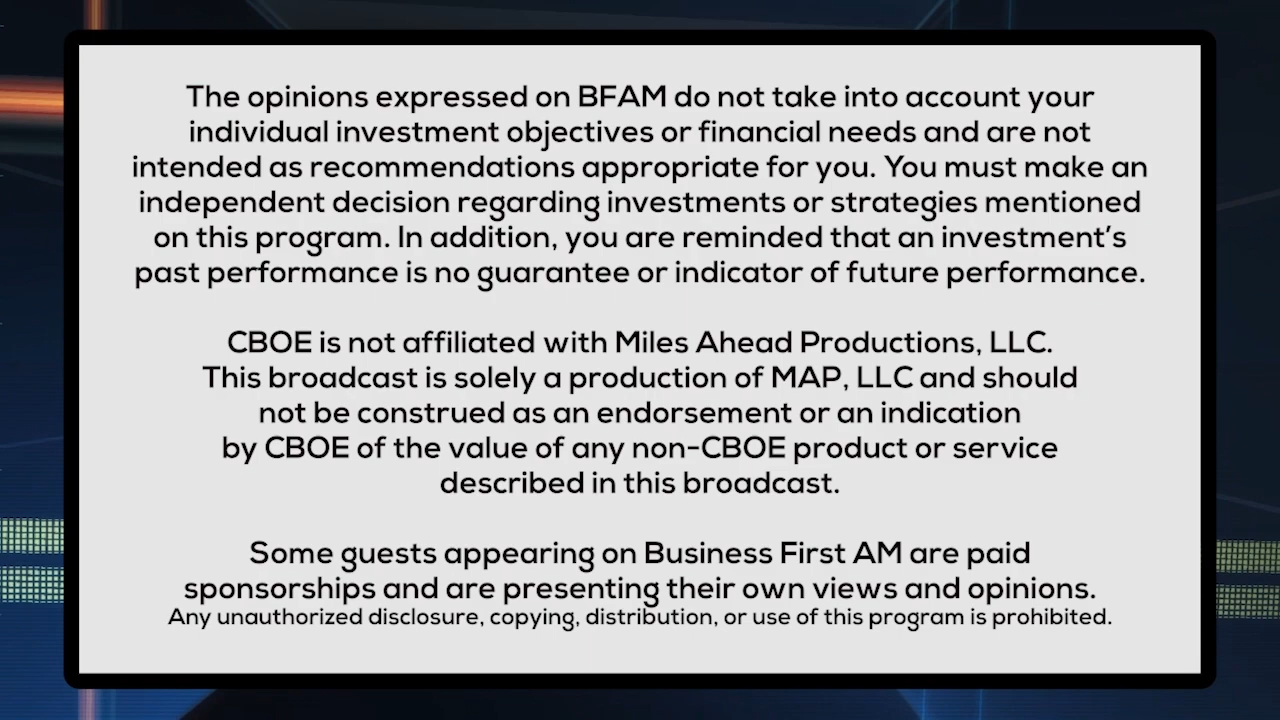 The opinions expressed on BFAM do not take into account your
individual investment objectives or financial needs and are not
intended as recommendations appropriate for you. You must make an
independent decision regarding investments or strategies mentioned
on this program. In addition, you are reminded that an investment's
past performance is no guarantee or indicator of future performance.
CBOE is not affiliated with Miles Ahead Productions, LLC.
This broadcast is solely a production of MAP, LLC and should
not be construed as an endorsement or an indication
by CBOE of the value of any non-CBOE product or service
described in this broadcast.
Some guests appearing on Business First AM are paid
sponsorships and are presenting their own views and opinions.
Any unauthorized disclosure, copying, distribution, or use of this program is prohibited.